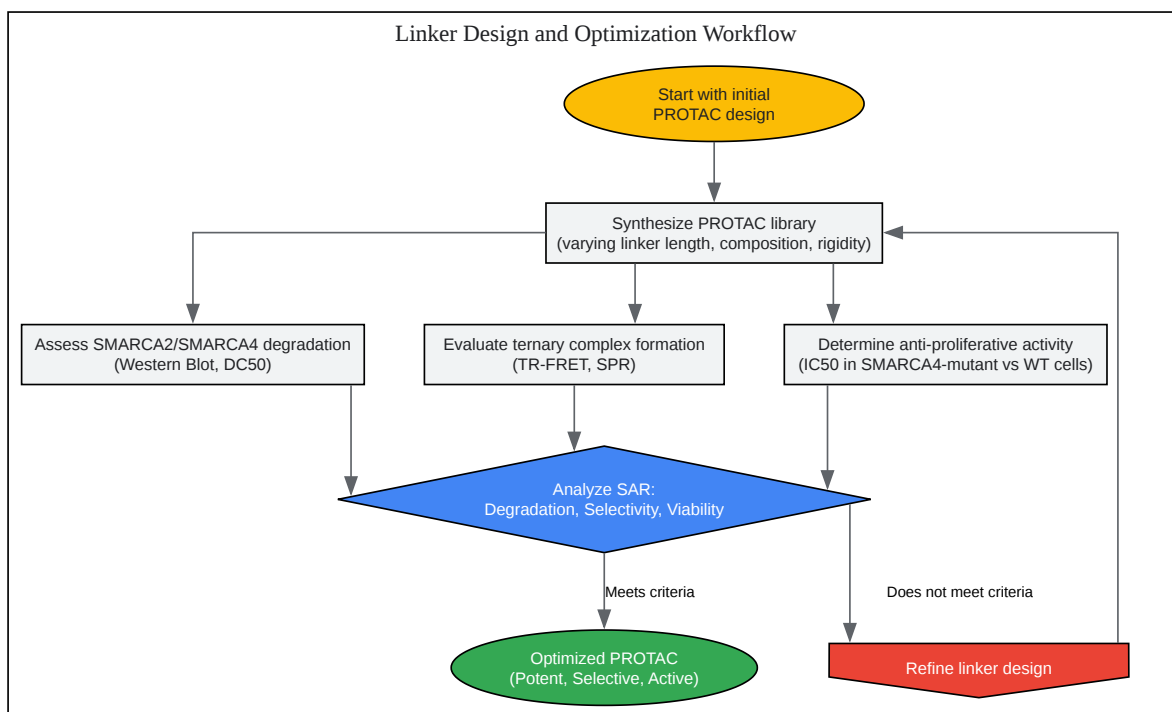 Linker Design and Optimization Workflow
Start with initial
PROTAC design
Synthesize PROTAC library
(varying linker length, composition, rigidity)
Assess SMARCA2/SMARCA4 degradation
(Western Blot, DC50)
Evaluate ternary complex formation
(TR-FRET, SPR)
Determine anti-proliferative activity
(IC50 in SMARCA4-mutant vs WT cells)
Analyze SAR:
Degradation, Selectivity, Viability
Meets criteria
Does not meet criteria
Optimized PROTAC
(Potent, Selective, Active)
Refine linker design